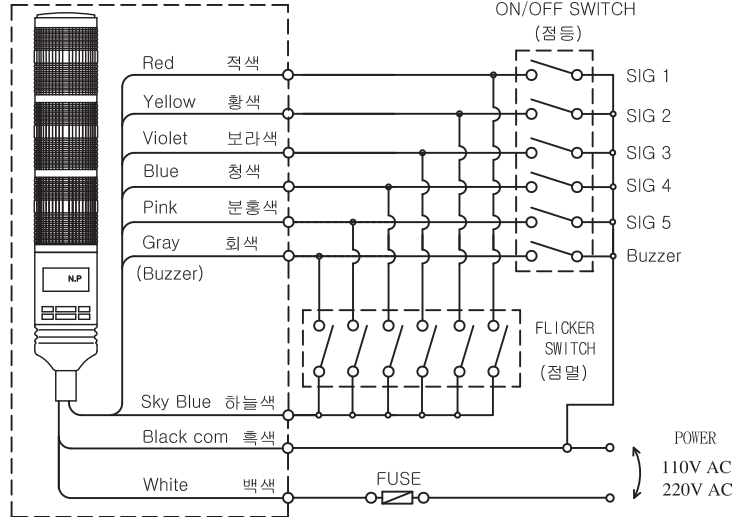 ON/OFF SWITCH
(점등)
Red 적색
SIG 1
Yellow 황색
SIG 2
Violet 보라색
SIG 3
Blue 청색
SIG 4
Pink 분홍색
SIG 5
Gray 회색
Buzzer
(Buzzer)
N.P
FLICKER
SWITCH
(점멸)
Sky Blue 하늘색
Black com 흑색
POWER
110V AC
220V AC
White 백색
FUSE